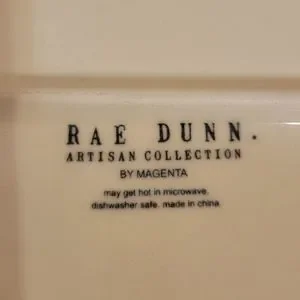 RAE DUNN.
ARTISAN COLLECTION
BY MAGENTA
may get hot in microwave.
dishwasher safe. made in china